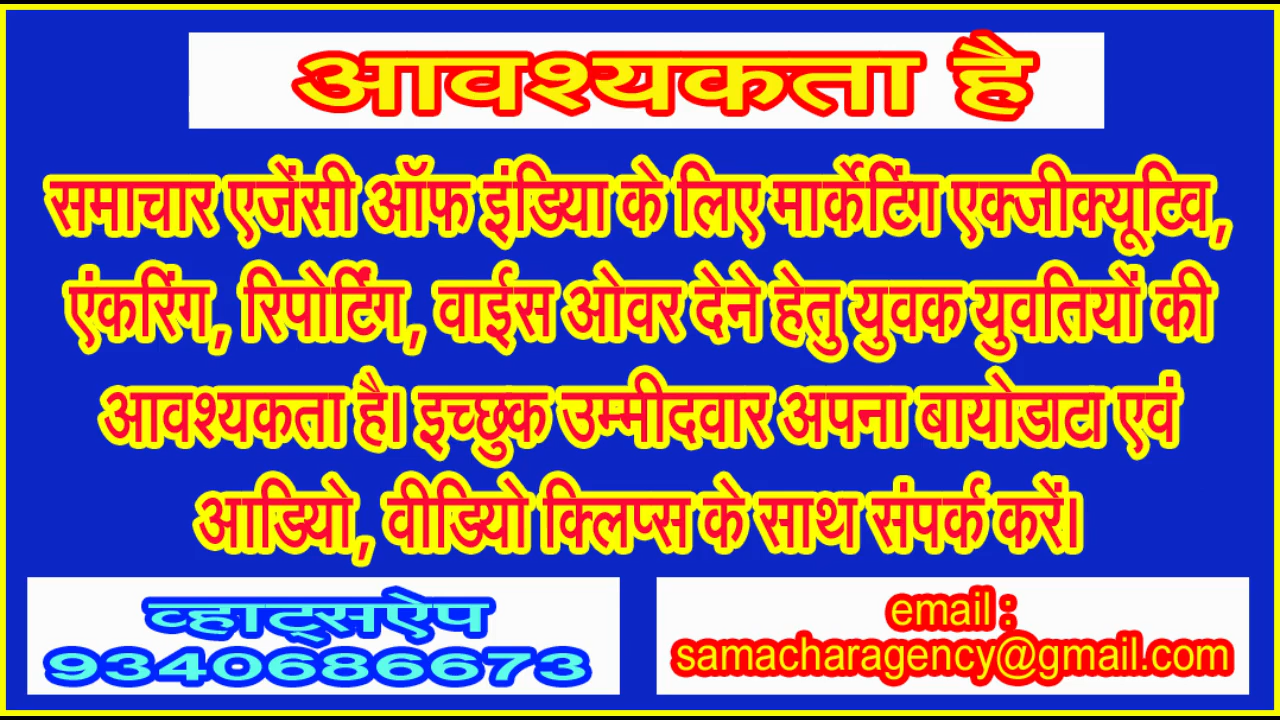 आवश्यकता है
समाचार एजेंसी ऑफ इंडिया के लिए मार्केटिंग एक्जीक्यूटिव,
एंकरिंग, रिपोर्टिंग, वाईस ओवर देने हेतु युवक युवतियों की
आवश्यकता है। इच्छुक उम्मीदवार अपना बायोडाटा एवं
आडियो, वीडियो क्लिप्स के साथ संपर्क करें।
व्हाट्सऐप
9340686673
email :
samacharagency@gmail.com